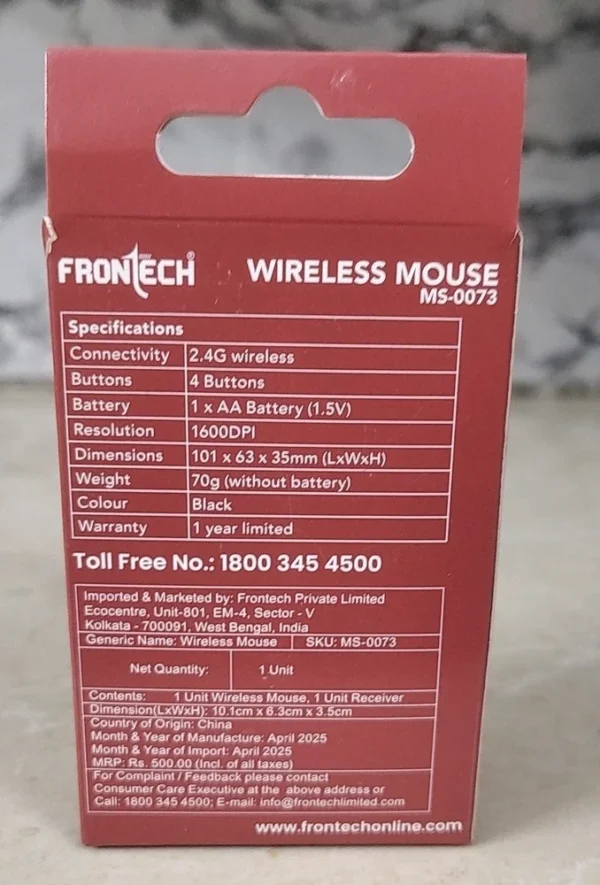 FRONTECH®
WIRELESS MOUSE
MS-0073
Specifications
Connectivity 2.4G wireless
Buttons 4 Buttons
Battery 1 x AA Battery (1.5V)
Resolution 1600DPI
Dimensions 101 x 63 x 35mm (LxWxH)
Weight 70g (without battery)
Colour Black
Warranty 1 year limited
Toll Free No.: 1800 345 4500
Imported & Marketed by: Frontech Private Limited
Ecocentre, Unit-801, EM-4, Sector - V
Kolkata - 700091, West Bengal, India
Generic Name: Wireless Mouse SKU: MS-0073
Net Quantity: 1 Unit
Contents: 1 Unit Wireless Mouse, 1 Unit Receiver
Dimension(LxWxH): 10.1cm x 6.3cm x 3.5cm
Country of Origin: China
Month & Year of Manufacture: April 2025
Month & Year of Import: April 2025
MRP: Rs. 500.00 (Incl. of all taxes)
For Complaint / Feedback please contact
Consumer Care Executive at the above address or
Call: 1800 345 4500; E-mail: info@frontechlimited.com
www.frontechonline.com